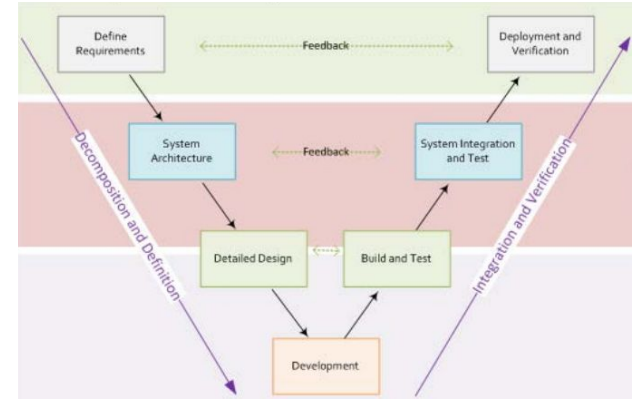 Define
Requirements
Feedback
Deployment and
Verification
System
Architecture
Feedback
System Integration
and Test
Decomposition and Definition
Integration and Verification
Detailed Design
Build and Test
Development